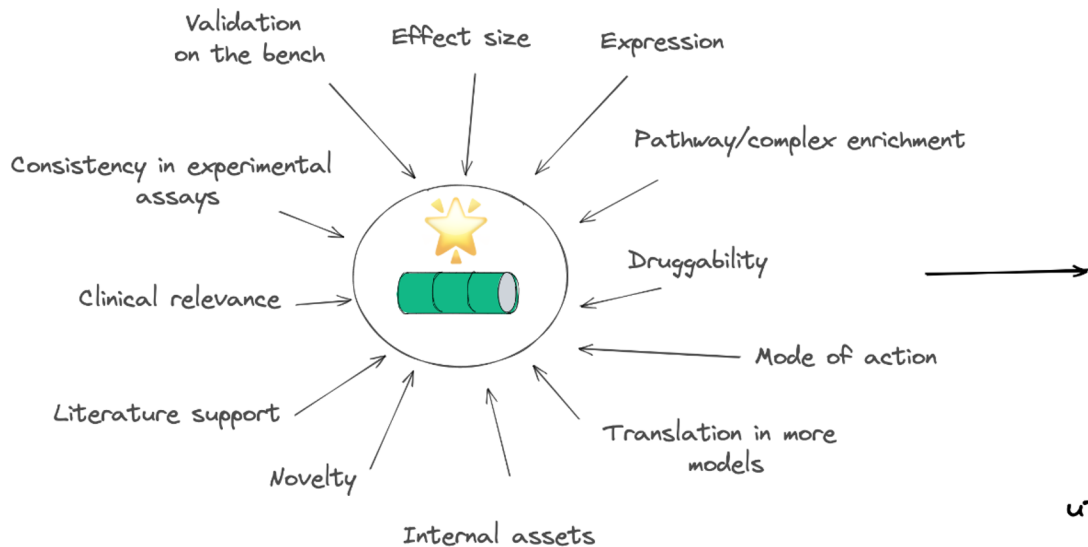 Validation
on the bench
Effect size
Expression
Pathway/complex enrichment
Consistency in experimental
assays
Druggability
Clinical relevance
Mode of action
Literature support
Translation in more
models
Novelty
Internal assets